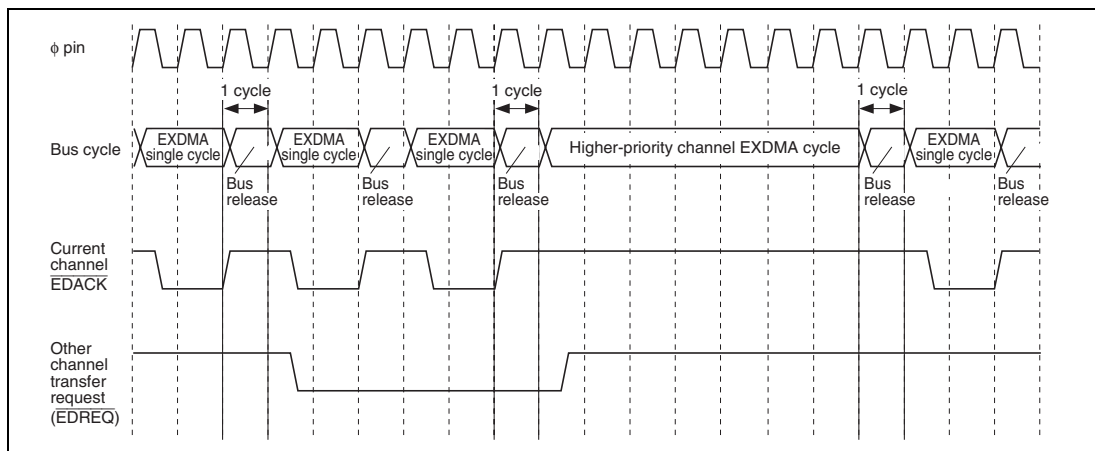 φ pin
1 cycle
1 cycle
1 cycle
Bus cycle
EXDMA
single cycle
EXDMA
single cycle
EXDMA
single cycle
Higher-priority channel EXDMA cycle
EXDMA
single cycle
Bus
release
Bus
release
Bus
release
Bus
release
Bus
release
Current
channel
EDACK
Other
channel
transfer
request
(EDREQ)